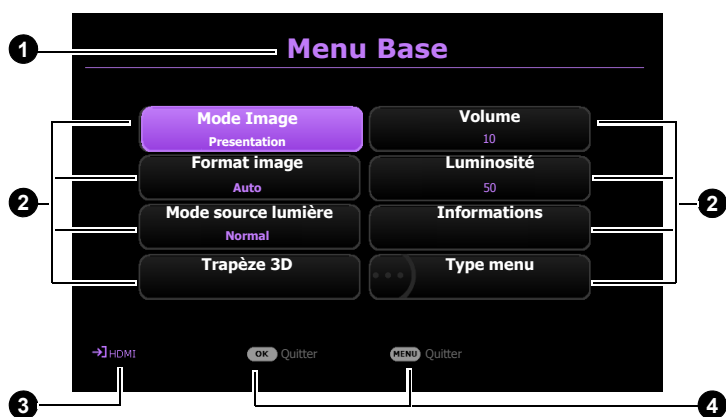 1
Menu Base
Mode Image
Presentation
Volume
10
Format image
Auto
Luminosité
50
2
Mode source lumière
Normal
Informations
2
Trapèze 3D
Type menu
HDMI
OK Quitter
MENU Quitter
3
4